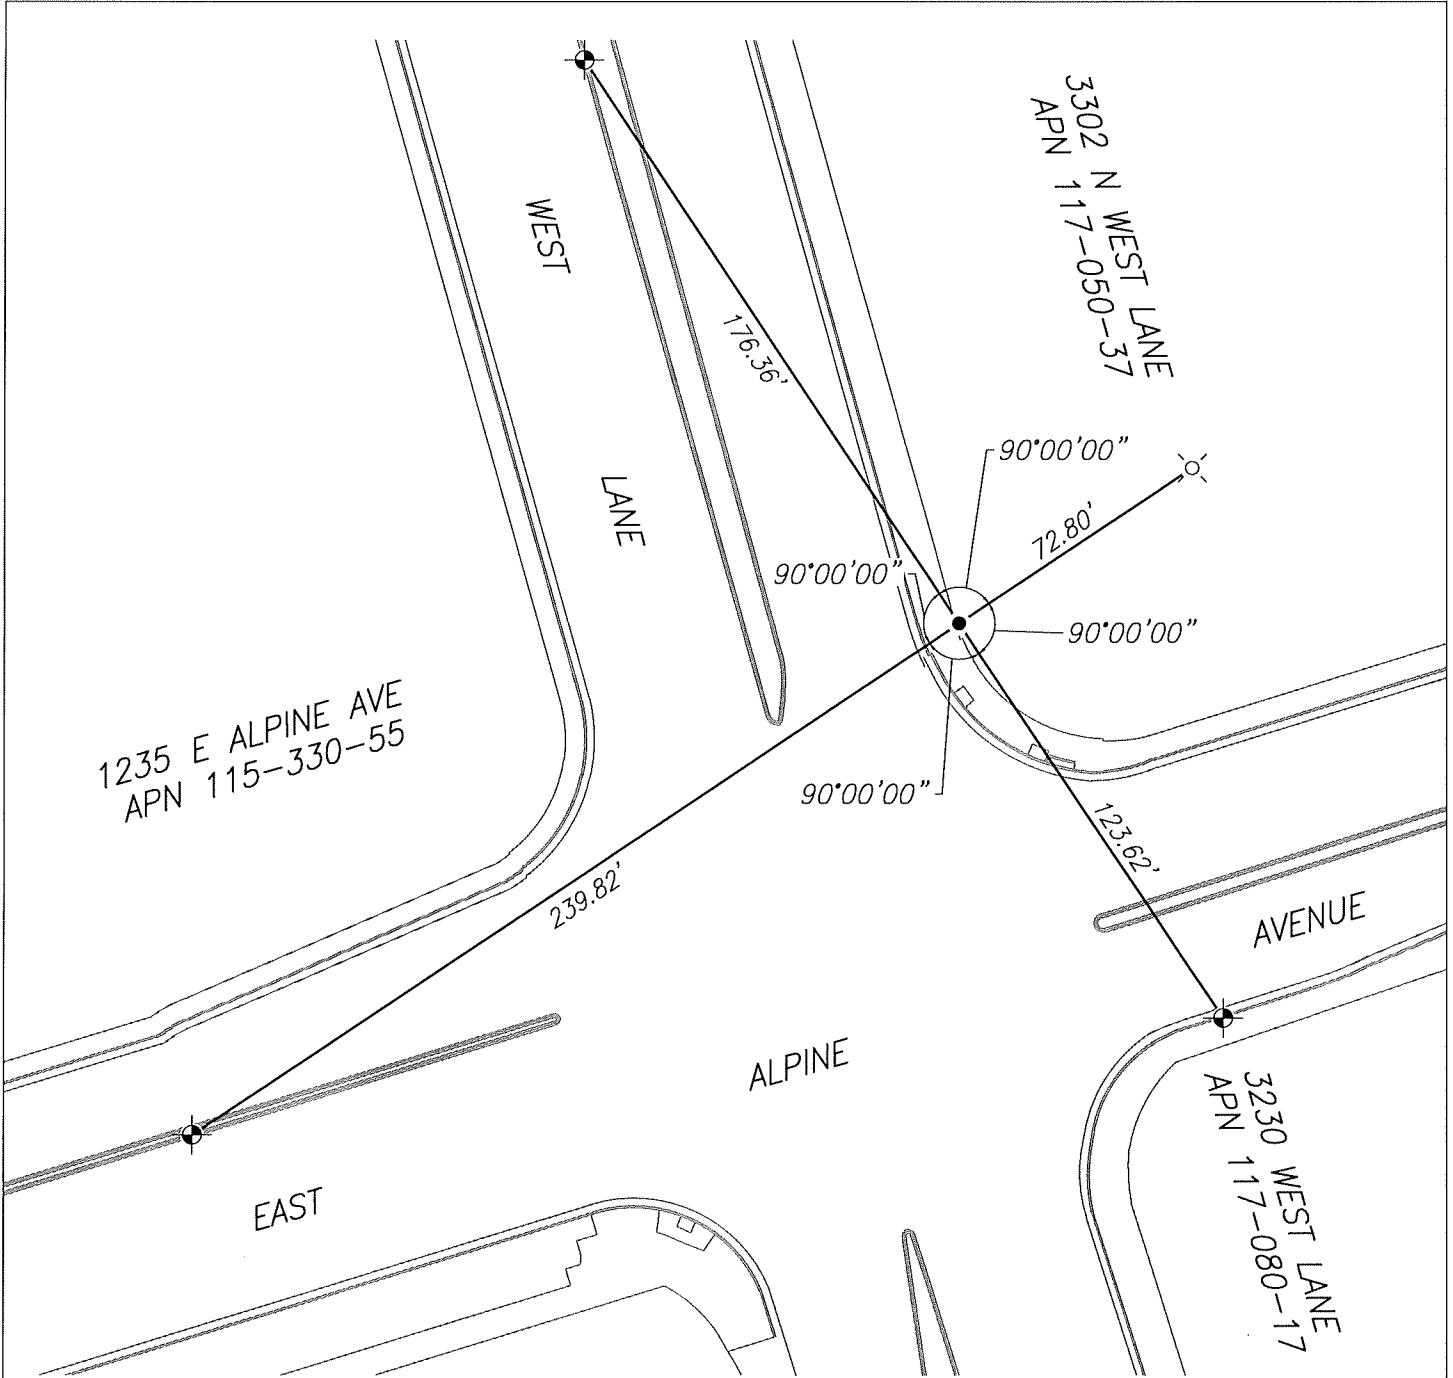 3302 N WEST LANE
APN 117-050-37
WEST
LANE
176.36'
90°00'00"
72.80'
90°00'00"
90°00'00"
90°00'00"
1235 E ALPINE AVE
APN 115-330-55
239.82'
123.62'
AVENUE
ALPINE
EAST
3230 WEST LANE
APN 117-080-17